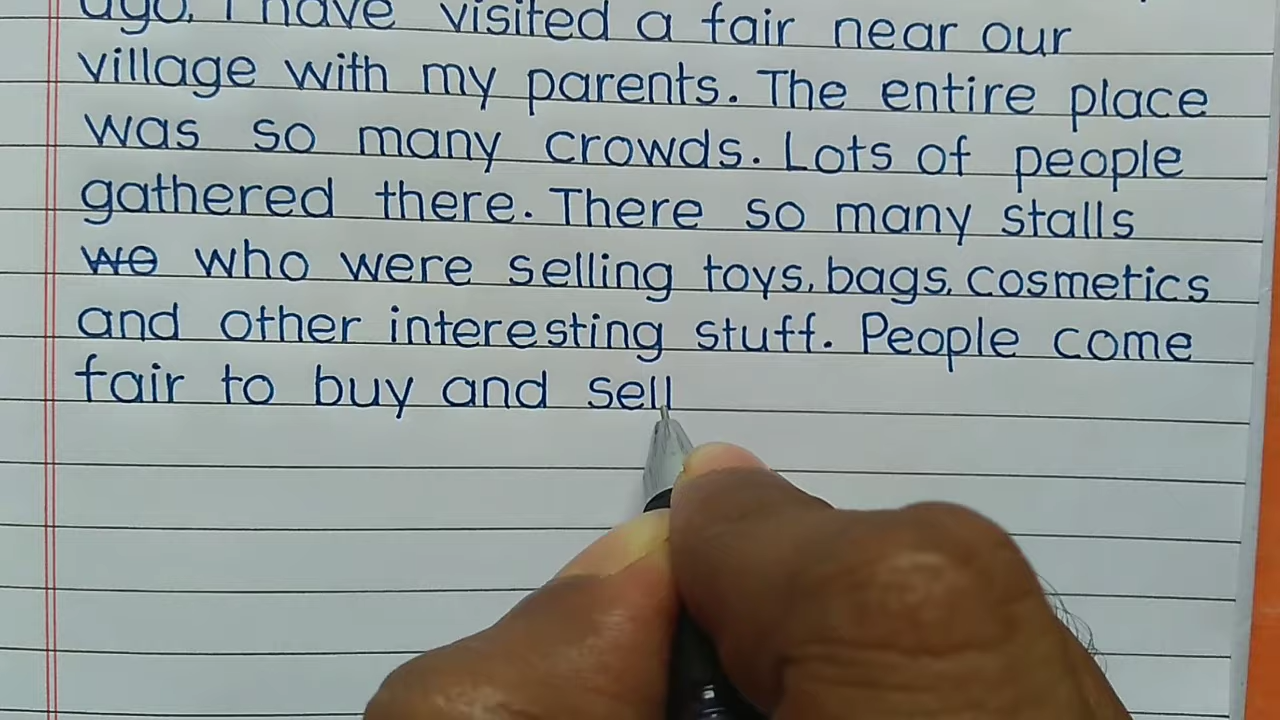 ago, I have visited a fair near our
village with my parents. The entire place
was so many crowds. Lots of people
gathered there. There so many stalls
we who were selling toys, bags, cosmetics
and other interesting stuff. People come
fair to buy and sell